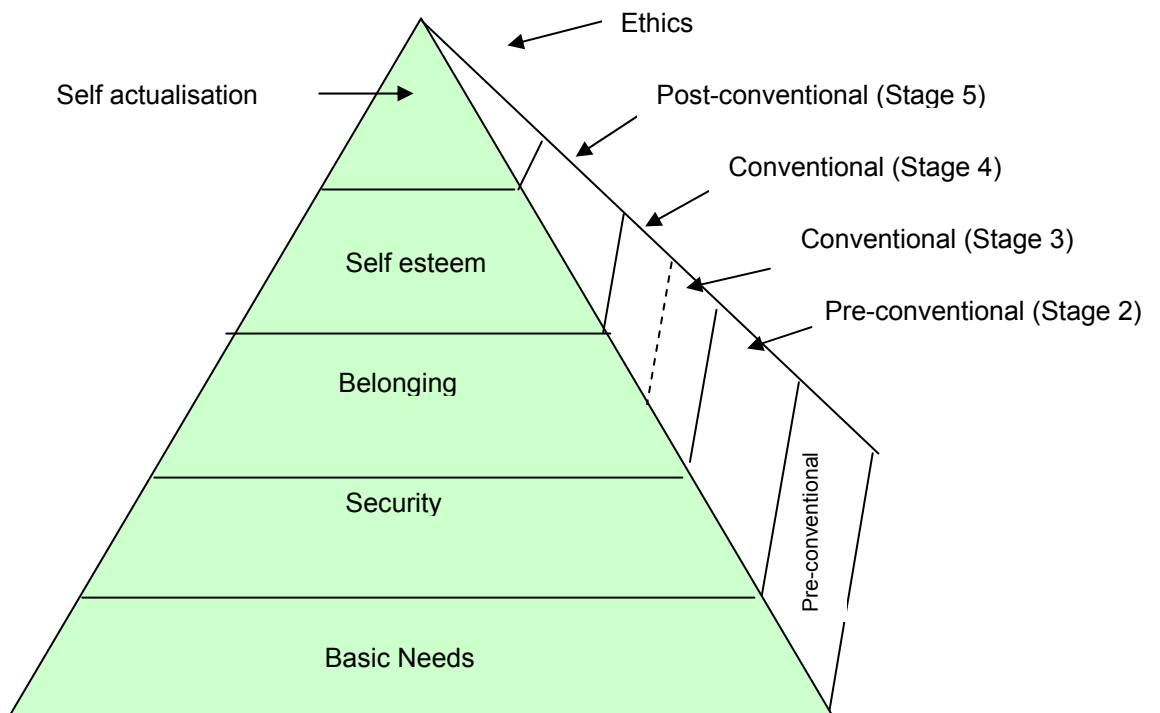 Ethics
Self actualisation
Post-conventional (Stage 5)
Conventional (Stage 4)
Conventional (Stage 3)
Self esteem
Pre-conventional (Stage 2)
Belonging
Security
Pre-conventional
Basic Needs